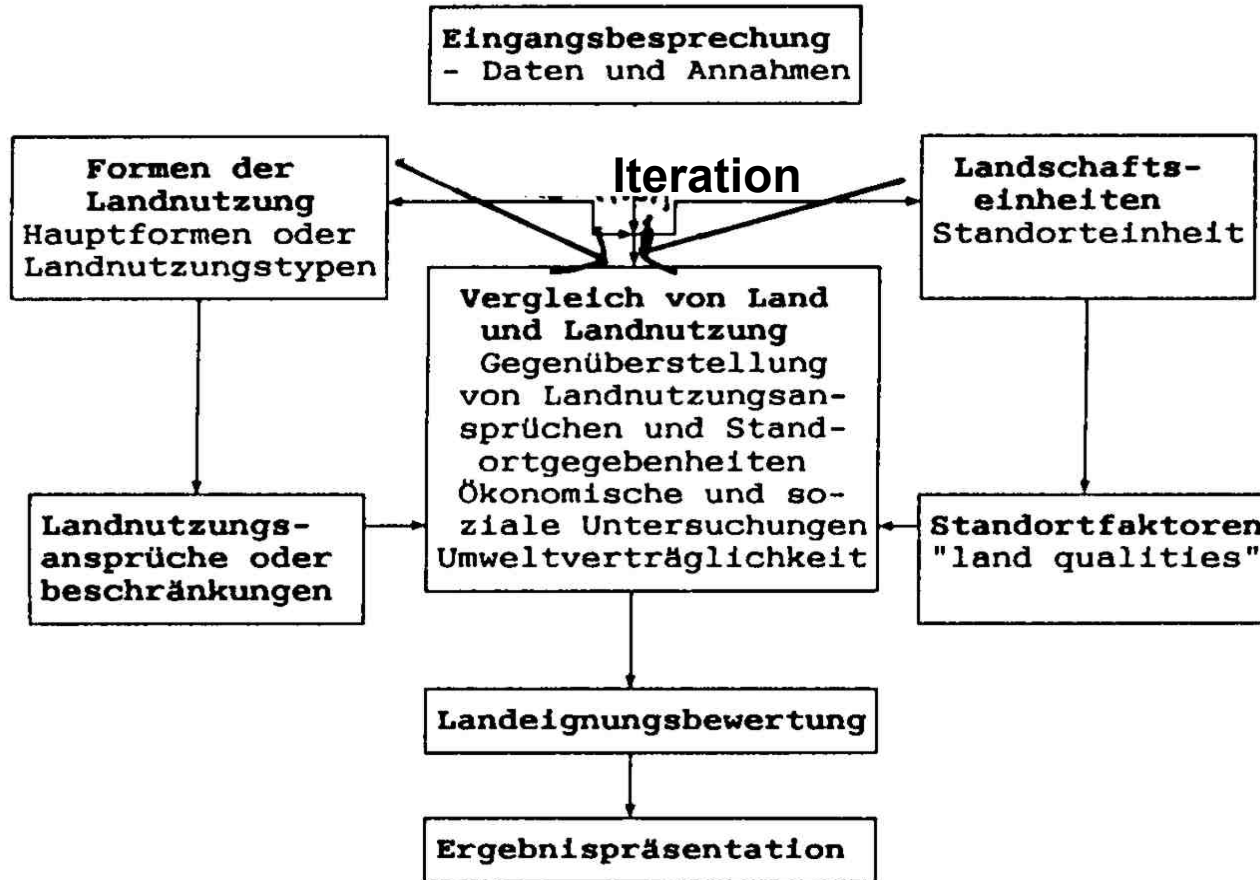 Eingangsbesprechung
- Daten und Annahmen
Formen der
Landnutzung
Hauptformen oder
Landnutzungstypen
Iteration
Landschafts-
einheiten
Standorteinheit
Vergleich von Land
und Landnutzung
Gegenüberstellung
von Landnutzungsan-
sprüchen und Stand-
ortgegebenheiten
Ökonomische und so-
ziale Untersuchungen
Umweltverträglichkeit
Landnutzungs-
ansprüche oder
beschränkungen
Standortfaktoren
"land qualities"
Landeignungsbewertung
Ergebnispräsentation